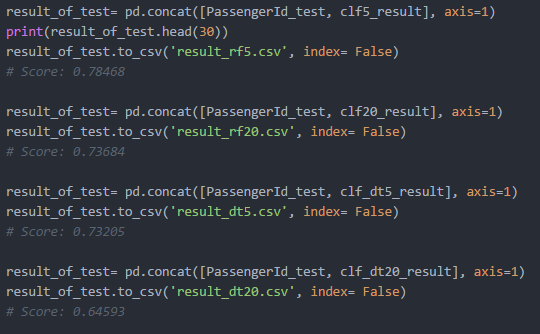 result_of_test= pd.concat([PassengerId_test, clf5_result], axis=1)
print(result_of_test.head(30))
result_of_test.to_csv('result_rf5.csv', index= False)
# Score: 0.78468
result_of_test= pd.concat([PassengerId_test, clf20_result], axis=1)
result_of_test.to_csv('result_rf20.csv', index= False)
# Score: 0.73684
result_of_test= pd.concat([PassengerId_test, clf_dt5_result], axis=1)
result_of_test.to_csv('result_dt5.csv', index= False)
# Score: 0.73205
result_of_test= pd.concat([PassengerId_test, clf_dt20_result], axis=1)
result_of_test.to_csv('result_dt20.csv', index= False)
# Score: 0.64593